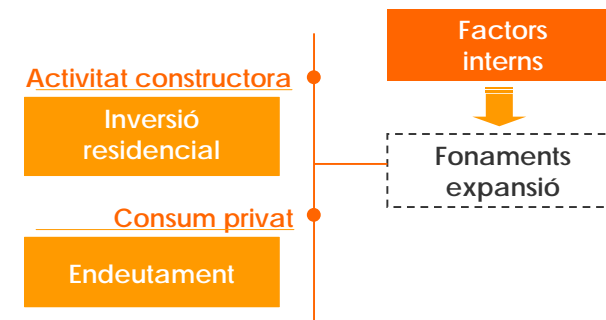 Factors
interns
Activitat constructora
Inversió
residencial
Fonaments
expansió
Consum privat
Endeutament